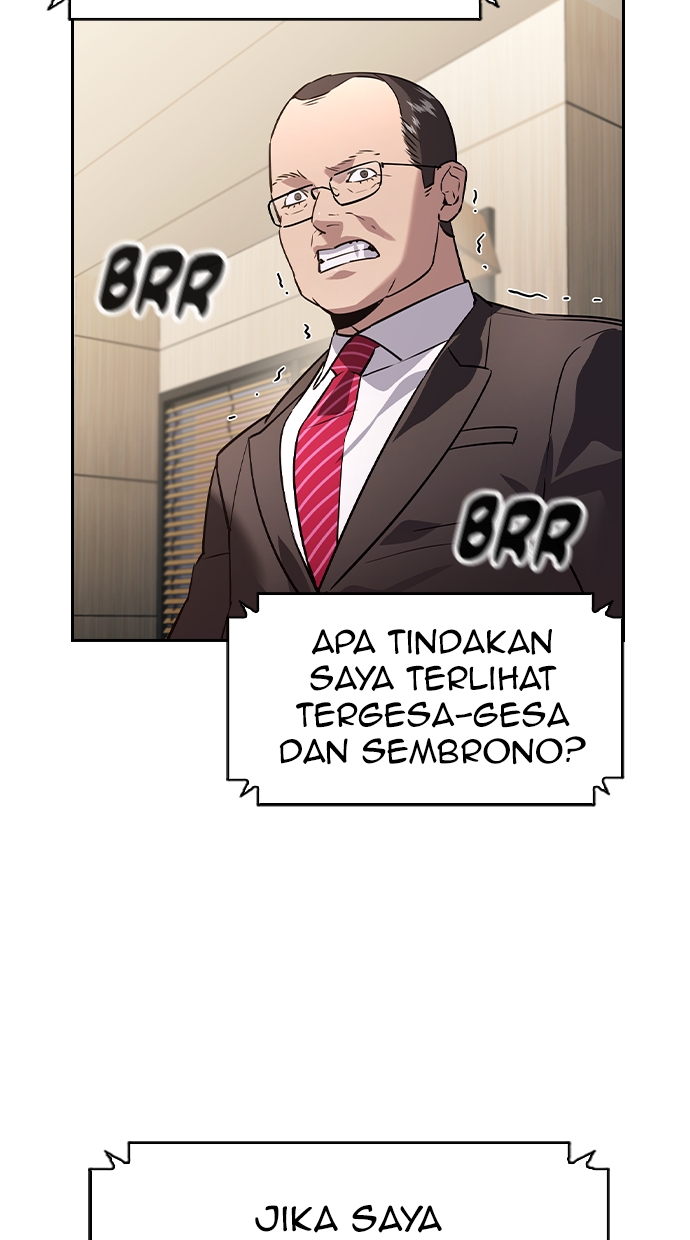 BRR
BRR
APA TINDAKAN
SAYA TERLIHAT
TERGESA-GESA
DAN SEMBRONO?
JIKA SAYA